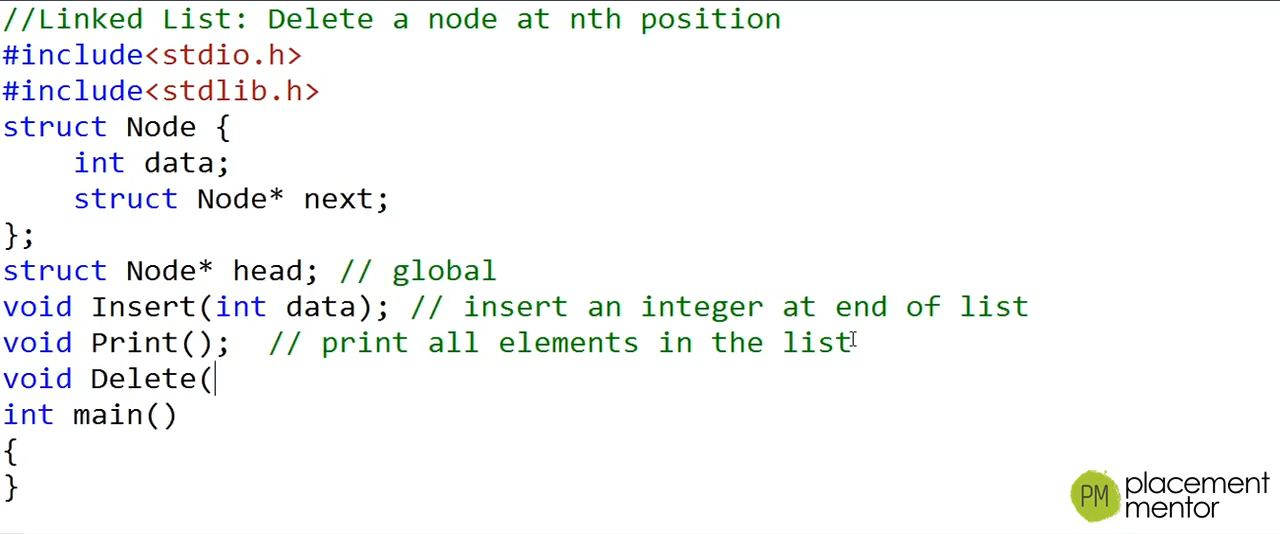 //Linked List: Delete a node at nth position
#include<stdio.h>
#include<stdlib.h>
struct Node {
    int data;
    struct Node* next;
};
struct Node* head; // global
void Insert(int data); // insert an integer at end of list
void Print();  // print all elements in the list
void Delete(
int main()
{
}
PM
placement
mentor